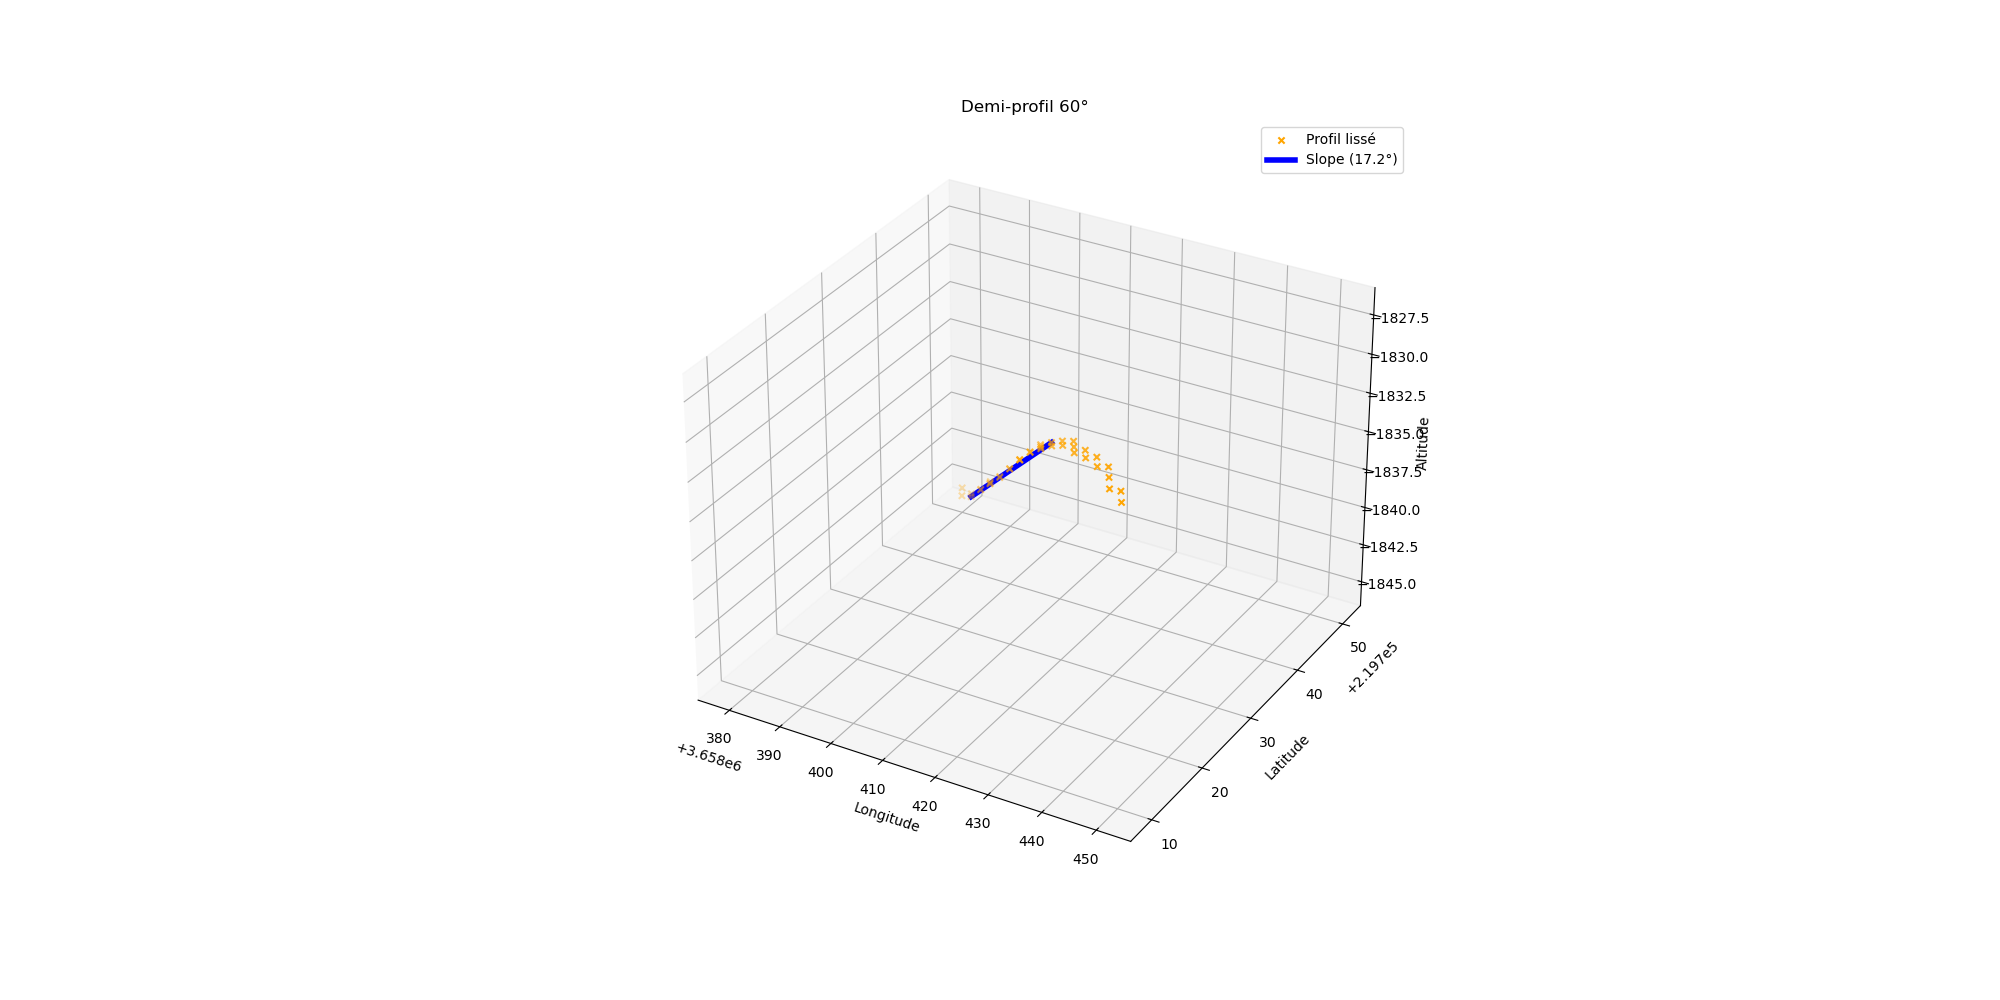 Demi-profil 60°
Profil lissé
Slope (17.2°)
−1827.5
−1830.0
−1832.5
−1835.0
−1837.5
−1840.0
−1842.5
−1845.0
Altitude
50
40
30
20
10
+2.197e5
Latitude
380
390
400
410
420
430
440
450
+3.658e6
Longitude